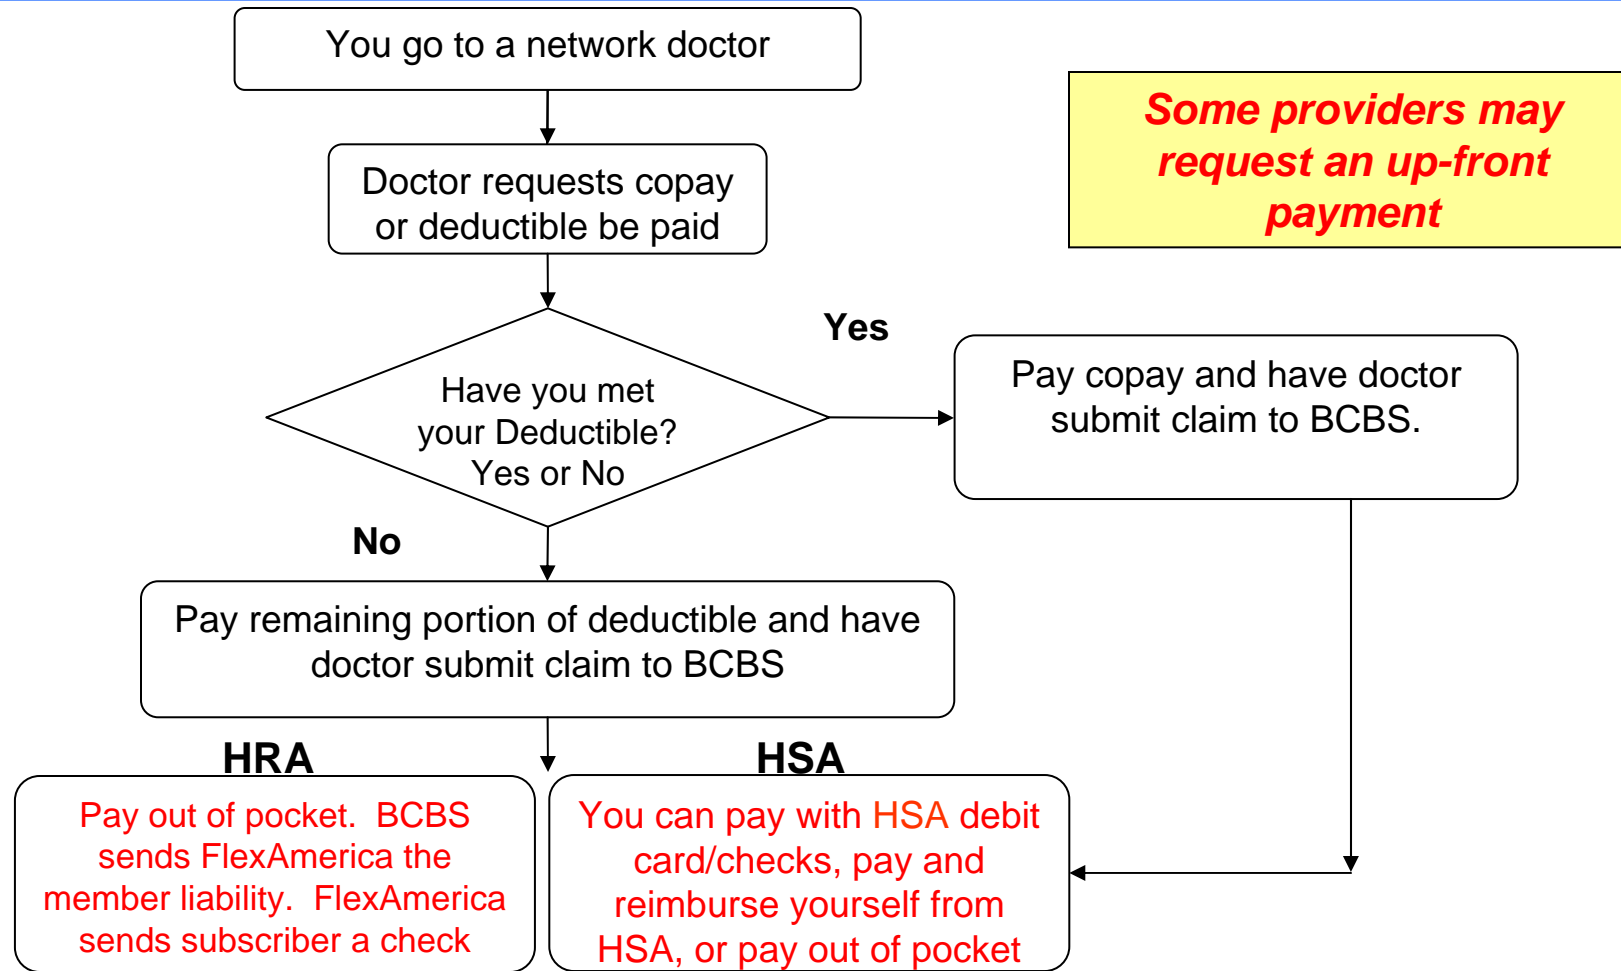 You go to a network doctor
Some providers may
request an up-front
payment
Doctor requests copay
or deductible be paid
Have you met
your Deductible?
Yes or No
Yes
Pay copay and have doctor
submit claim to BCBS.
No
Pay remaining portion of deductible and have
doctor submit claim to BCBS
HRA
Pay out of pocket.  BCBS
sends FlexAmerica the
member liability.  FlexAmerica
sends subscriber a check
HSA
You can pay with HSA debit
card/checks, pay and
reimburse yourself from
HSA, or pay out of pocket